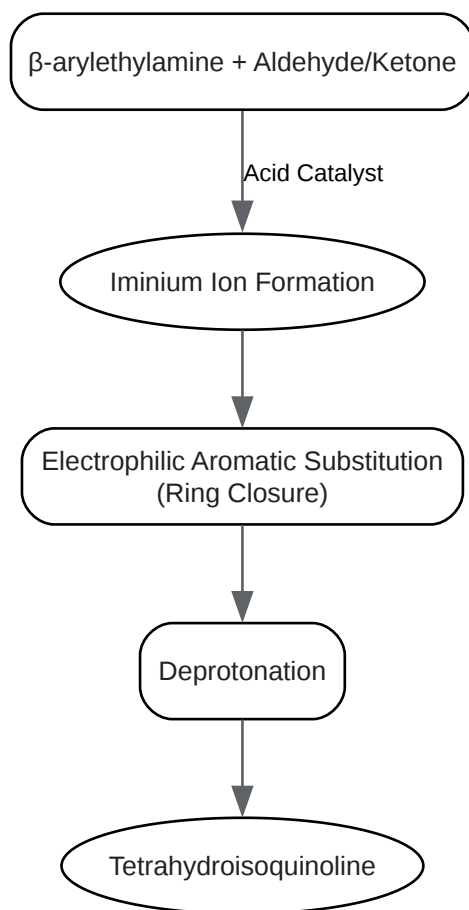 β-arylethylamine + Aldehyde/Ketone
Acid Catalyst
Iminium Ion Formation
Electrophilic Aromatic Substitution
(Ring Closure)
Deprotonation
Tetrahydroisoquinoline